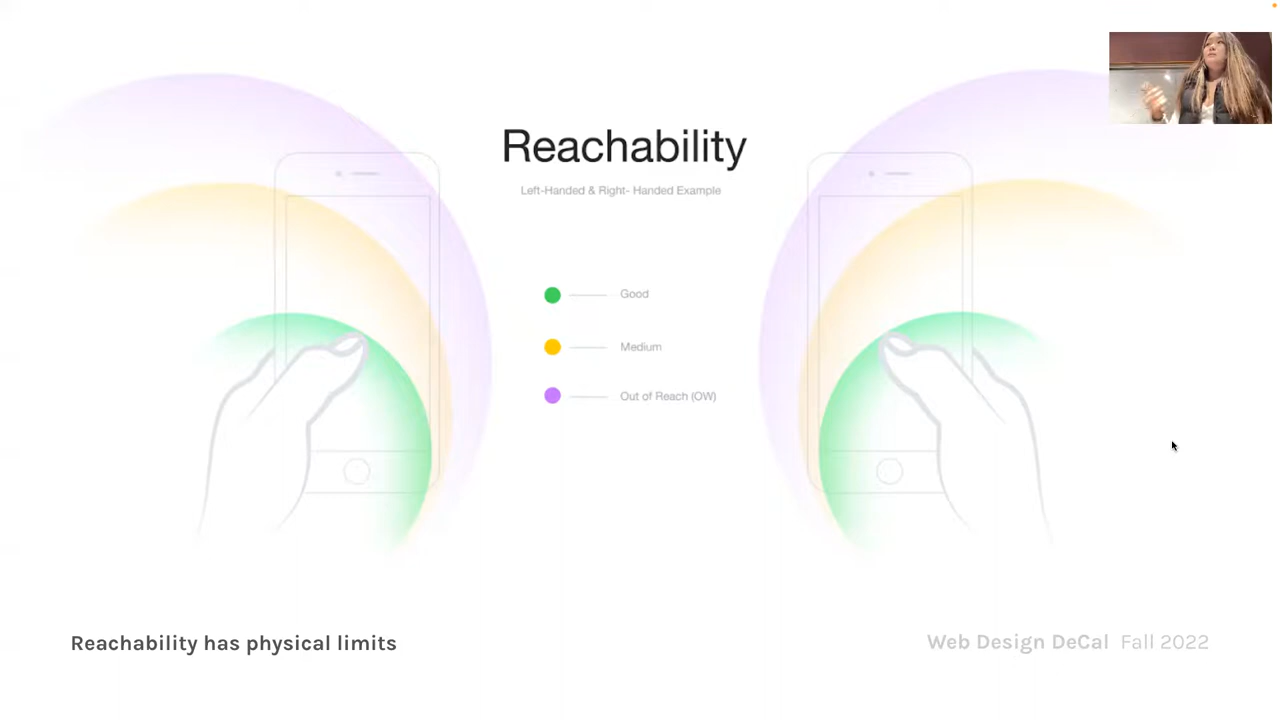 Reachability
Left-Handed & Right- Handed Example
Good
Medium
Out of Reach (OW)
Reachability has physical limits
Web Design DeCal Fall 2022